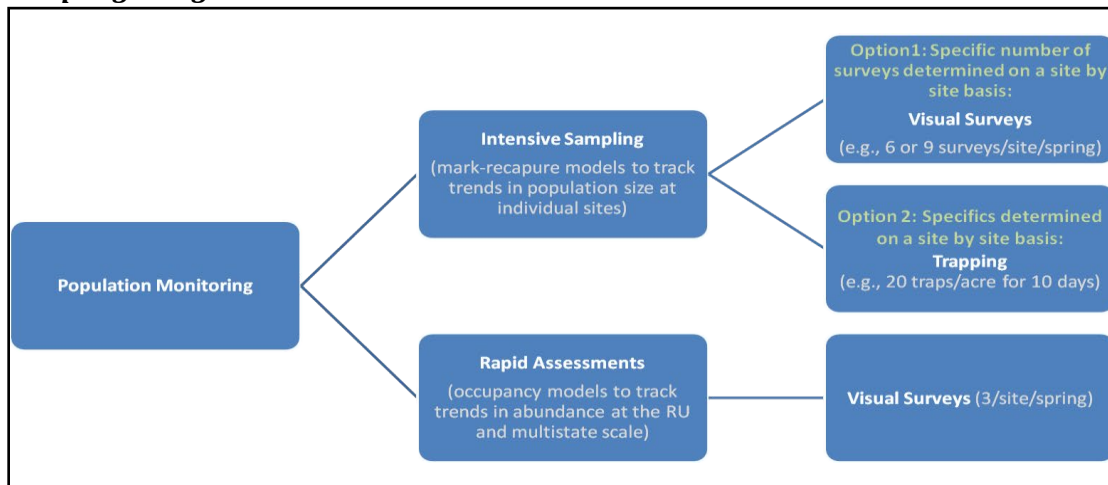 Population Monitoring
Intensive Sampling
(mark-recapure models to track
trends in population size at
individual sites)
Rapid Assessments
(occupancy models to track
trends in abundance at the RU
and multistate scale)
Option1: Specific number of
surveys determined on a site by
site basis:
Visual Surveys
(e.g., 6 or 9 surveys/site/spring)
Option 2: Specifics determined
on a site by site basis:
Trapping
(e.g., 20 traps/acre for 10 days)
Visual Surveys (3/site/spring)